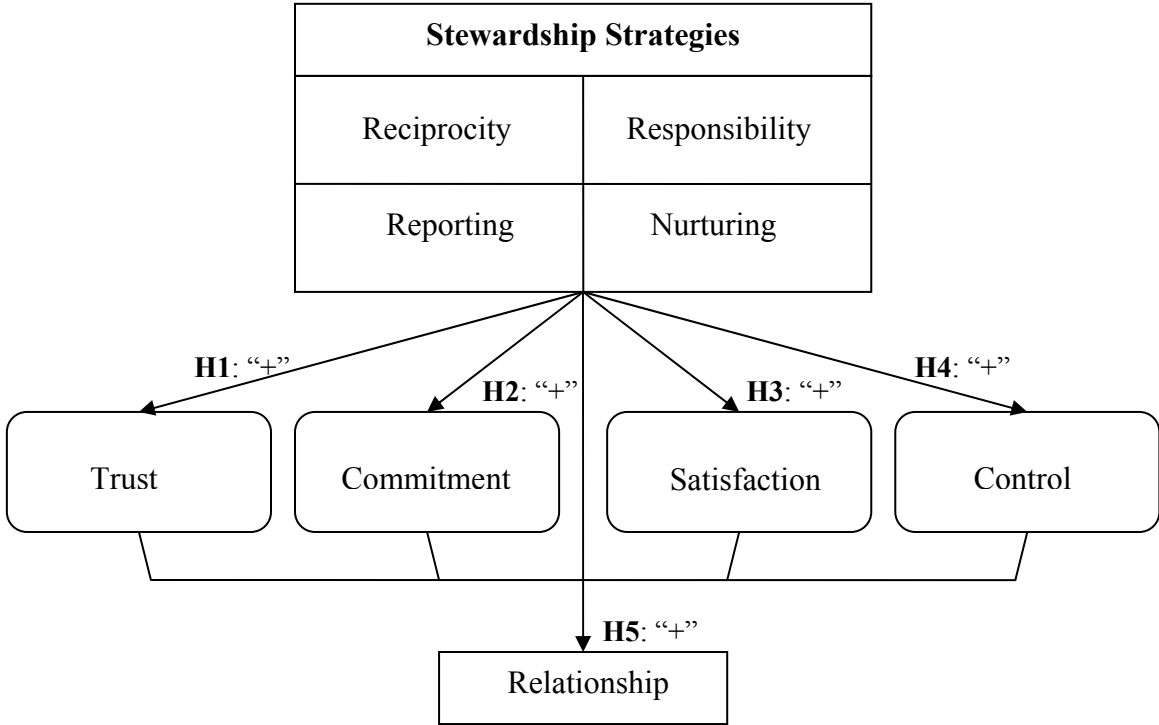 Stewardship Strategies
Reciprocity Responsibility
Reporting Nurturing
H1: “+”
H2: “+”
H3: “+”
H4: “+”
Trust Commitment Satisfaction Control
H5: “+”
Relationship